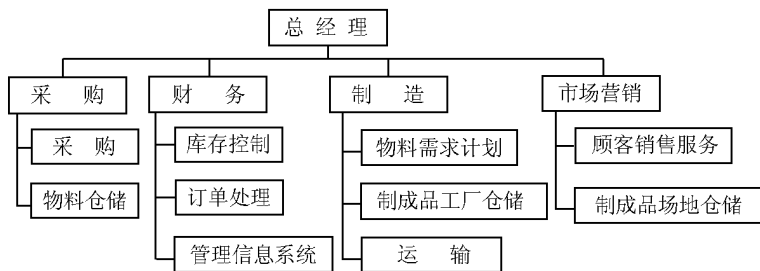 总经理
采购
财务
制造
市场营销
采购
库存控制
物料需求计划
顾客销售服务
物料仓储
订单处理
制成品工厂仓储
制成品场地仓储
管理信息系统
运输